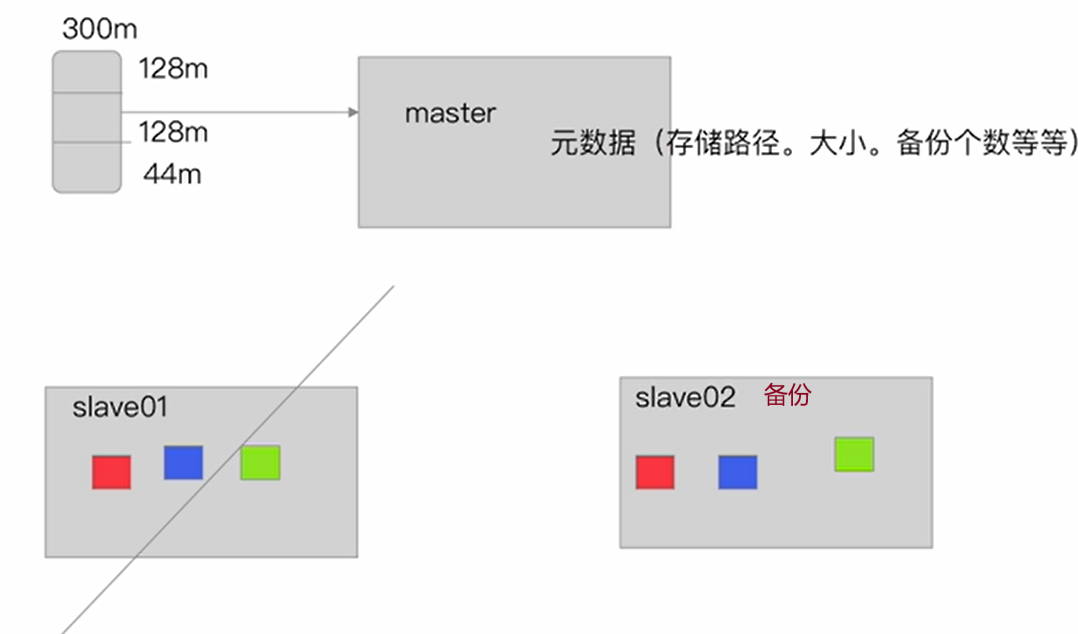 300m
128m
128m
44m
master
元数据（存储路径。大小。备份个数等等）
slave01
slave02 备份